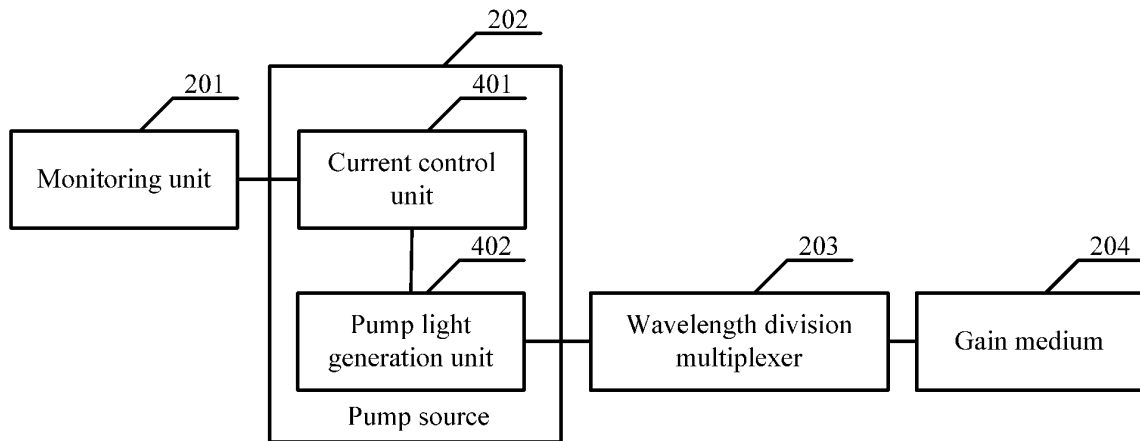 202
201
401
Monitoring unit
Current control
unit
402
203
204
Pump light
generation unit
Wavelength division
multiplexer
Gain medium
Pump source